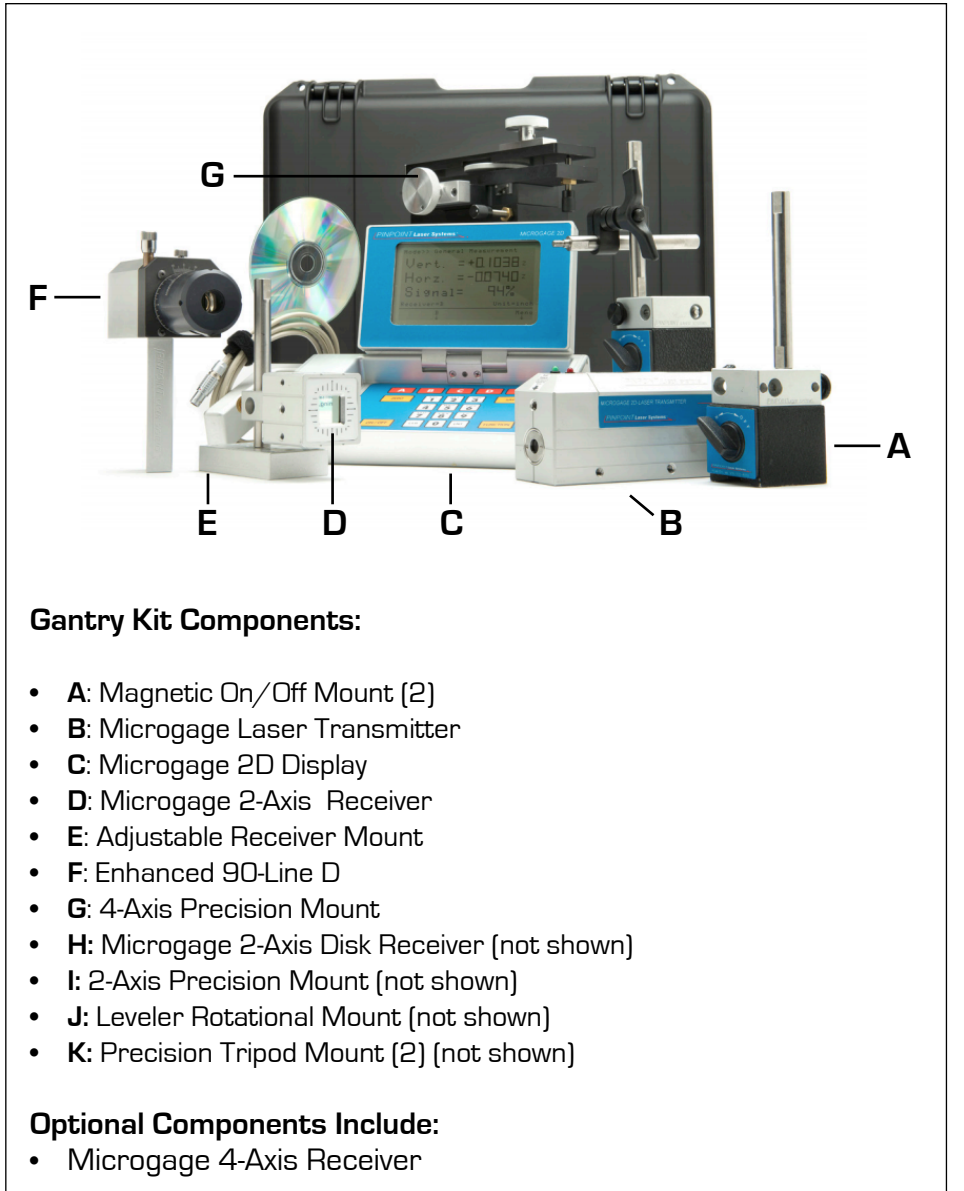 G
PINPOINT Laser Systems MICROGAGE 2D
Vert. =+0.1038
Horz. =-0.0740
Signal= 94%
F
MICROGAGE 2D-LASER TRANSMITTER
PINPOINT Laser Systems
A
E D C B
Gantry Kit Components:
• A: Magnetic On/Off Mount (2)
• B: Microgage Laser Transmitter
• C: Microgage 2D Display
• D: Microgage 2-Axis Receiver
• E: Adjustable Receiver Mount
• F: Enhanced 90-Line D
• G: 4-Axis Precision Mount
• H: Microgage 2-Axis Disk Receiver (not shown)
• I: 2-Axis Precision Mount (not shown)
• J: Leveler Rotational Mount (not shown)
• K: Precision Tripod Mount (2) (not shown)
Optional Components Include:
• Microgage 4-Axis Receiver